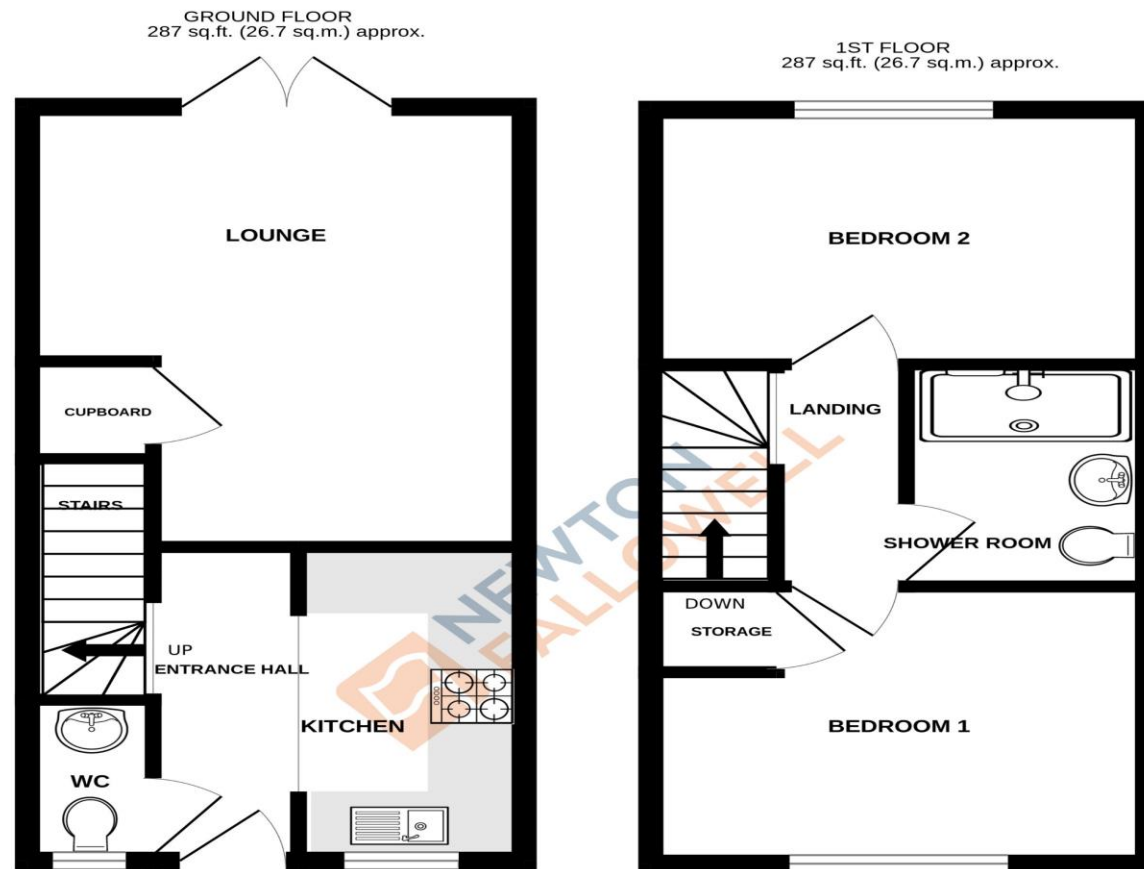 GROUND FLOOR
287 sq.ft. (26.7 sq.m.) approx.
LOUNGE
CUPBOARD
STAIRS
UP
ENTRANCE HALL
KITCHEN
WC
1ST FLOOR
287 sq.ft. (26.7 sq.m.) approx.
BEDROOM 2
LANDING
SHOWER ROOM
DOWN
STORAGE
BEDROOM 1
NEWTON
FALLOWELL